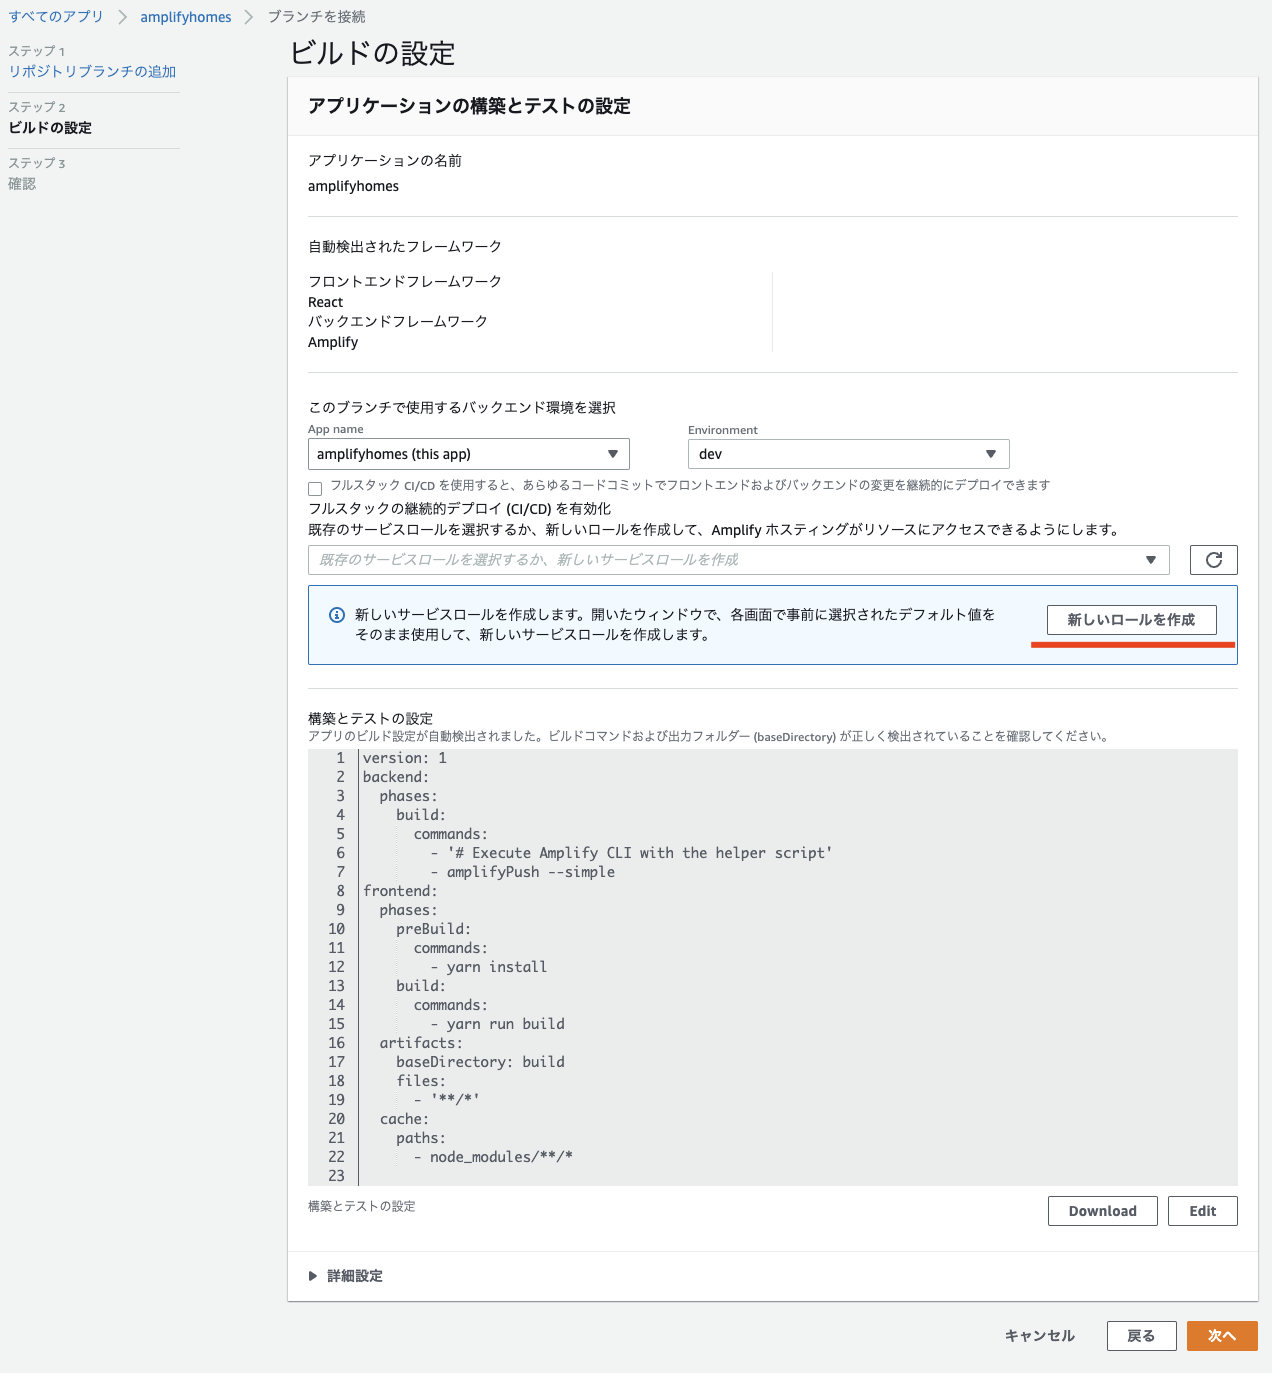 すべてのアプリ
amplifyhomes
ブランチを接続
ステップ 1
リポジトリブランチの追加
ステップ 2
ビルドの設定
ステップ 3
確認
ビルドの設定
アプリケーションの構築とテストの設定
アプリケーションの名前
amplifyhomes
自動検出されたフレームワーク
フロントエンドフレームワーク
React
バックエンドフレームワーク
Amplify
このブランチで使用するバックエンド環境を選択
App name
amplifyhomes (this app)
Environment
dev
フルスタック CI/CD を使用すると、あらゆるコードコミットでフロントエンドおよびバックエンドの変更を継続的にデプロイできます
フルスタックの継続的デプロイ (CI/CD) を有効化
既存のサービスロールを選択するか、新しいロールを作成して、Amplify ホスティングがリソースにアクセスできるようにします。
既存のサービスロールを選択するか、新しいサービスロールを作成
新しいサービスロールを作成します。開いたウィンドウで、各画面で事前に選択されたデフォルト値を
そのまま使用して、新しいサービスロールを作成します。
新しいロールを作成
構築とテストの設定
アプリのビルド設定が自動検出されました。ビルドコマンドおよび出力フォルダー (baseDirectory) が正しく検出されていることを確認してください。
1 version: 1
2 backend:
3   phases:
4     build:
5       commands:
6         - '# Execute Amplify CLI with the helper script'
7         - amplifyPush --simple
8 frontend:
9   phases:
10     preBuild:
11       commands:
12         - yarn install
13     build:
14       commands:
15         - yarn run build
16   artifacts:
17     baseDirectory: build
18     files:
19       - '**/*'
20   cache:
21     paths:
22       - node_modules/**/*
23
構築とテストの設定
Download
Edit
詳細設定
キャンセル
戻る
次へ